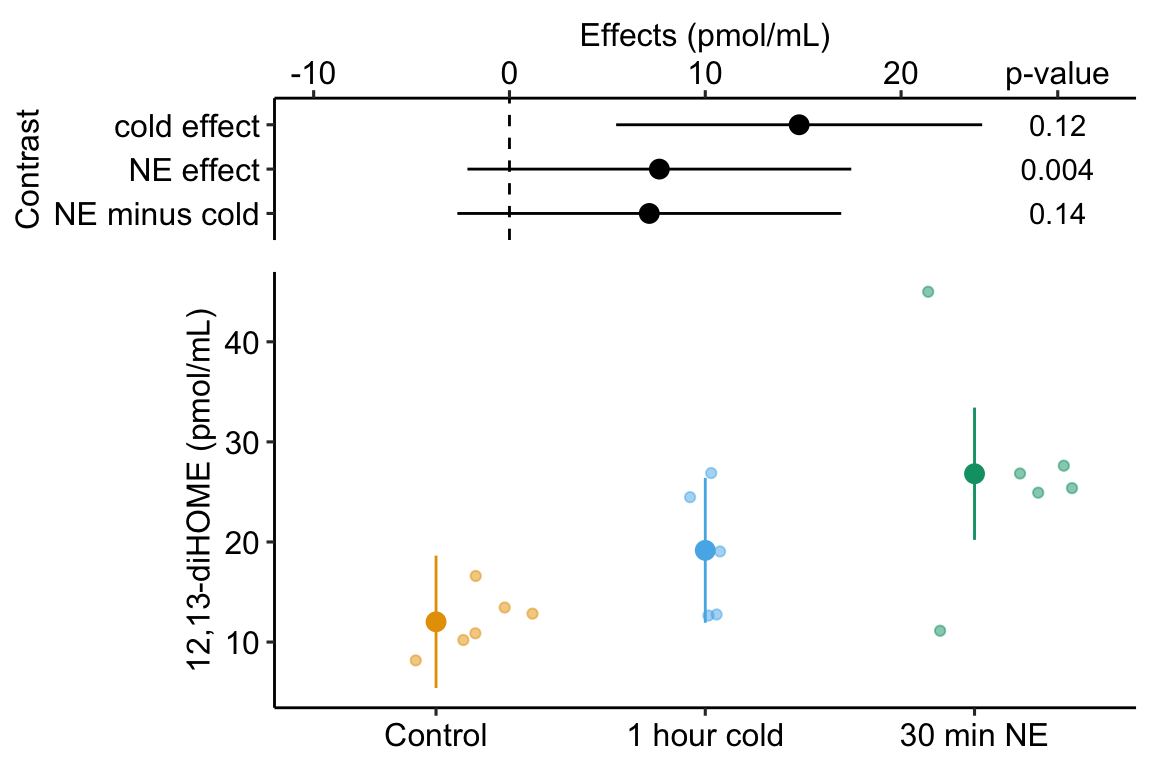 Effects (pmol/mL)
-10 0 10 20 p-value
Contrast
cold effect 0.12
NE effect 0.004
NE minus cold 0.14
12,13-diHOME (pmol/mL)
40
30
20
10
Control 1 hour cold 30 min NE